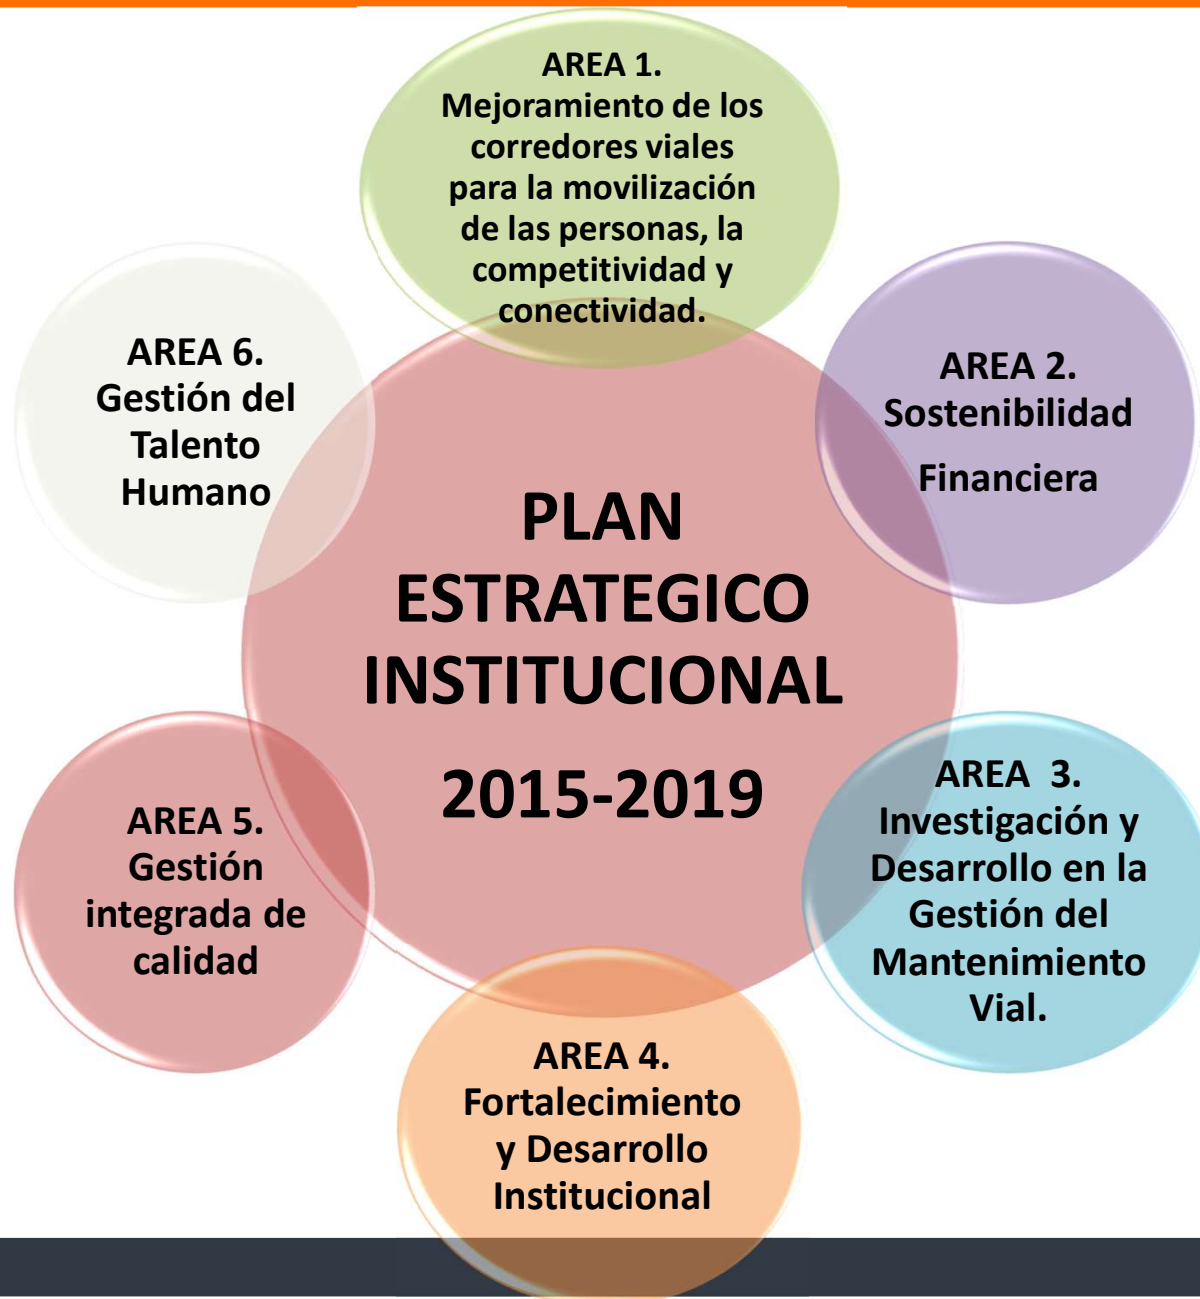 AREA 1.
Mejoramiento de los
corredores viales
para la movilización
de las personas, la
competitividad y
conectividad.
AREA 2.
Sostenibilidad
Financiera
AREA 3.
Investigación y
Desarrollo en la
Gestión del
Mantenimiento
Vial.
AREA 4.
Fortalecimiento
y Desarrollo
Institucional
AREA 5.
Gestión
integrada de
calidad
AREA 6.
Gestión del
Talento
Humano
PLAN
ESTRATEGICO
INSTITUCIONAL
2015-2019